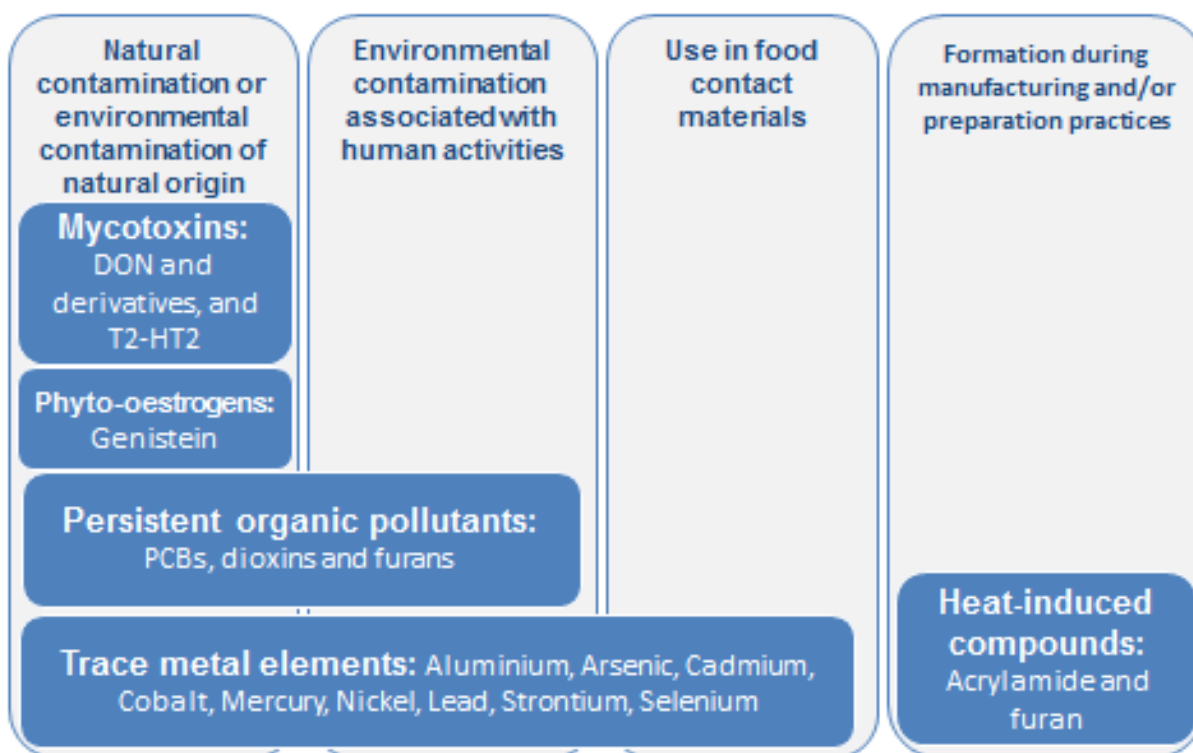 Natural
contamination or
environmental
contamination of
natural origin
Environmental
contamination
associated with
human activities
Use in food
contact
materials
Formation during
manufacturing and/or
preparation practices
Mycotoxins:
DON and
derivatives, and
T2-HT2
Phyto-oestrogens:
Genistein
Persistent organic pollutants:
PCBs, dioxins and furans
Trace metal elements: Aluminium, Arsenic, Cadmium,
Cobalt, Mercury, Nickel, Lead, Strontium, Selenium
Heat-induced
compounds:
Acrylamide and
furan